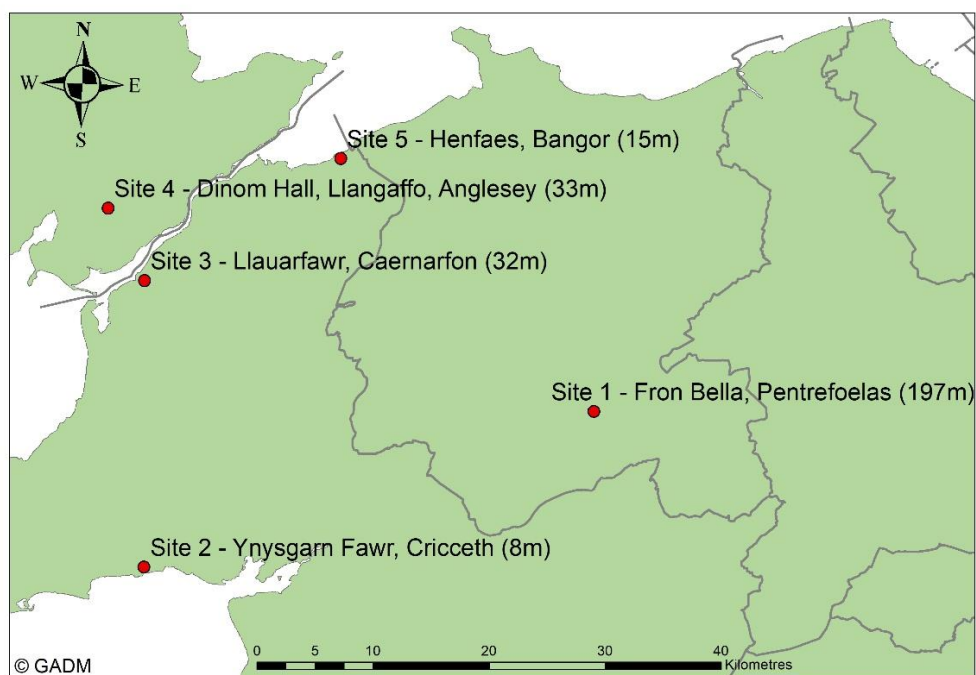 N
W E
S
Site 5 - Henfaes, Bangor (15m)
Site 4 - Dinom Hall, Llangaffo, Anglesey (33m)
Site 3 - Llauarfawr, Caernarfon (32m)
Site 1 - Fron Bella, Pentrefoelas (197m)
Site 2 - Ynysgarn Fawr, Cricceth (8m)
0 5 10 20 30 40
Kilometres
© GADM